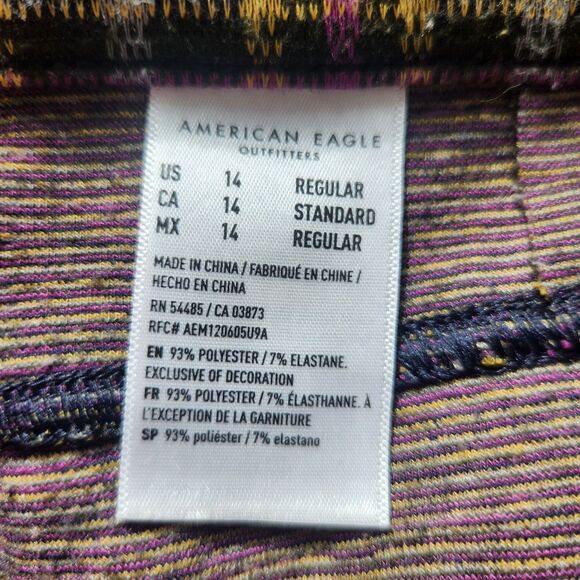 AMERICAN EAGLE
OUTFITTERS
US 14 REGULAR
CA 14 STANDARD
MX 14 REGULAR
MADE IN CHINA / FABRIQUÉ EN CHINE /
HECHO EN CHINA
RN 54485 / CA 03873
RFC# AEM120605U9A
EN 93% POLYESTER / 7% ELASTANE.
EXCLUSIVE OF DECORATION
FR 93% POLYESTER / 7% ÉLASTHANNE. À
L'EXCEPTION DE LA GARNITURE
SP 93% poliéster / 7% elastano